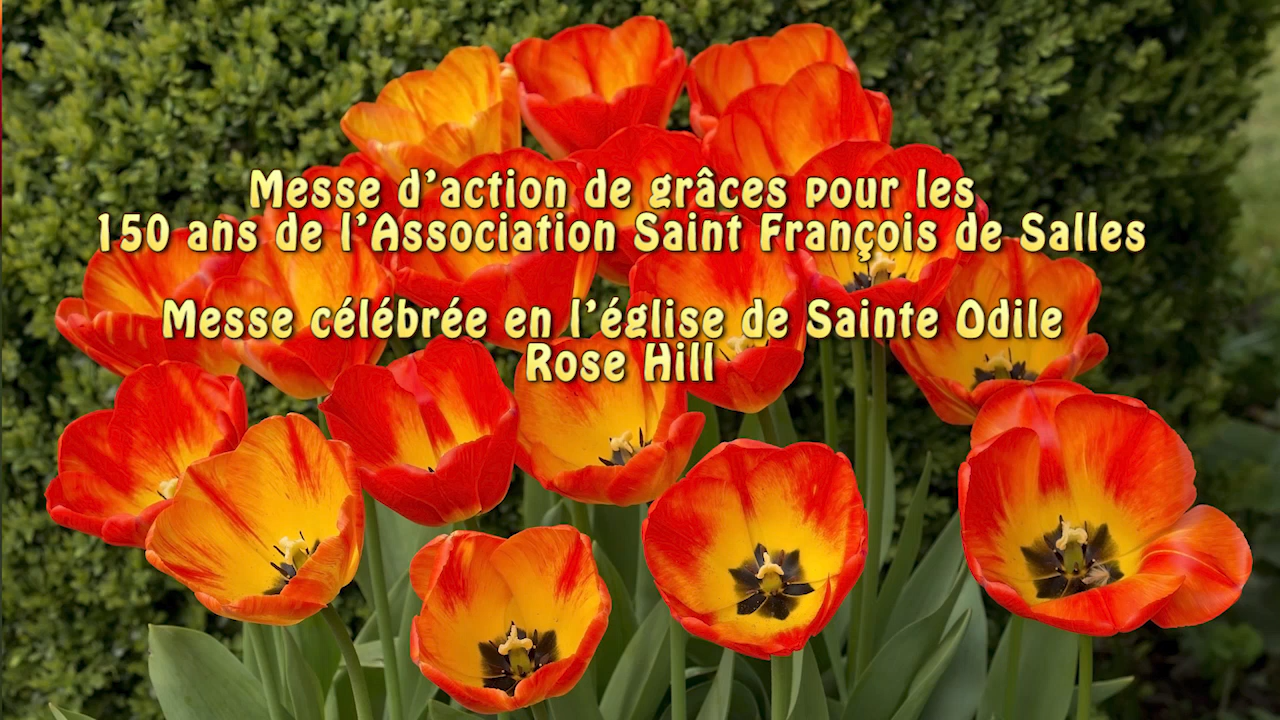 Messe d'action de grâces pour les
150 ans de l'Association Saint François de Salles
Messe célébrée en l'église de Sainte Odile
Rose Hill